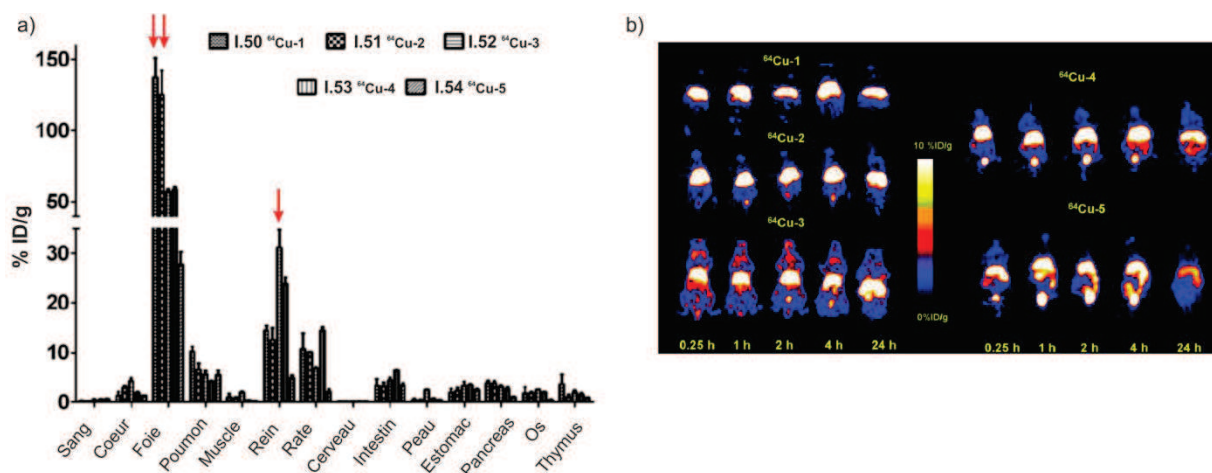 a)
I.50 ⁶⁴Cu-1 I.51 ⁶⁴Cu-2 I.52 ⁶⁴Cu-3
I.53 ⁶⁴Cu-4 I.54 ⁶⁴Cu-5
% ID/g
150
100
50
30
20
10
0
Sang
Coeur
Foie
Poumon
Muscle
Rein
Rate
Cerveau
Intestin
Peau
Estomac
Pancreas
Os
Thymus
b)
⁶⁴Cu-1
⁶⁴Cu-2
⁶⁴Cu-3
10 %ID/g
0%ID/g
⁶⁴Cu-4
⁶⁴Cu-5
0.25 h 1 h 2 h 4 h 24 h
0.25 h 1 h 2 h 4 h 24 h